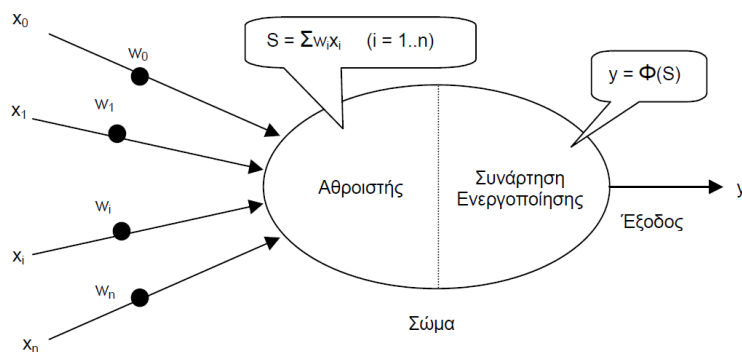 x0
w0
S = Σwixi (i = 1..n)
y = Φ(S)
x1
w1
Αθροιστής
Συνάρτηση
Ενεργοποίησης
y
Έξοδος
wi
xi
wn
Σώμα
xn